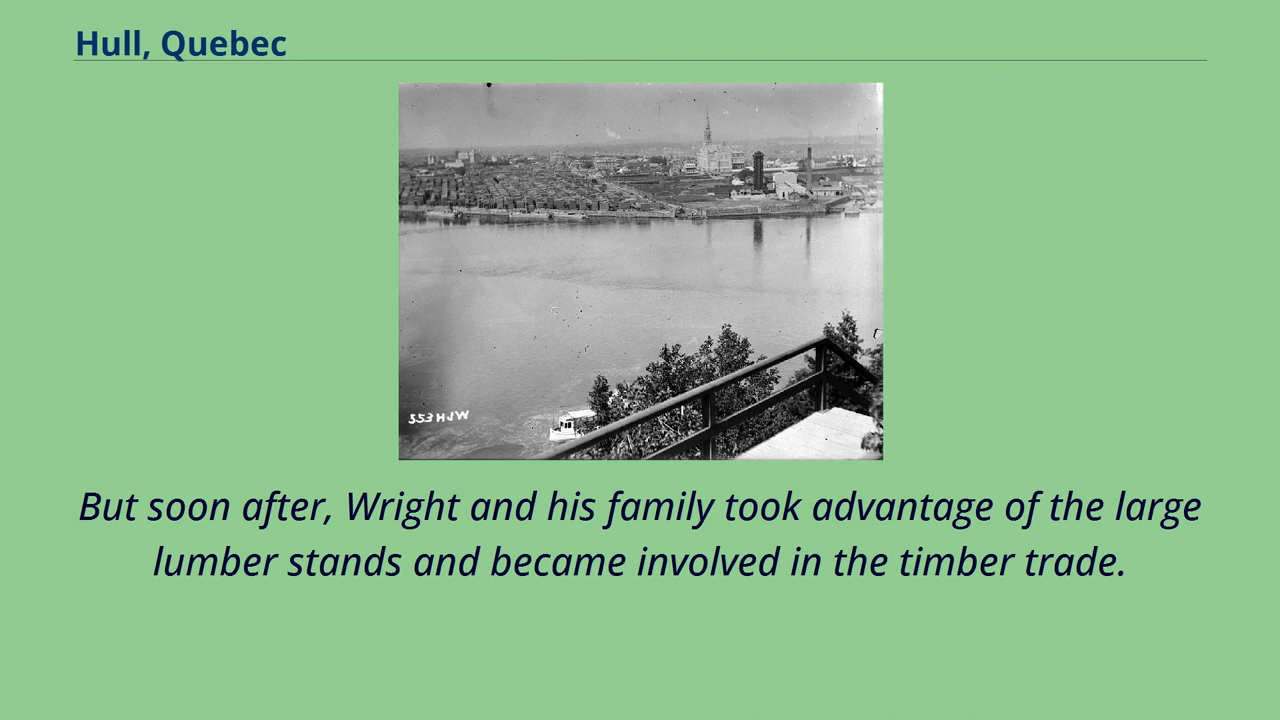 Hull, Quebec
553 HJW
But soon after, Wright and his family took advantage of the large
lumber stands and became involved in the timber trade.